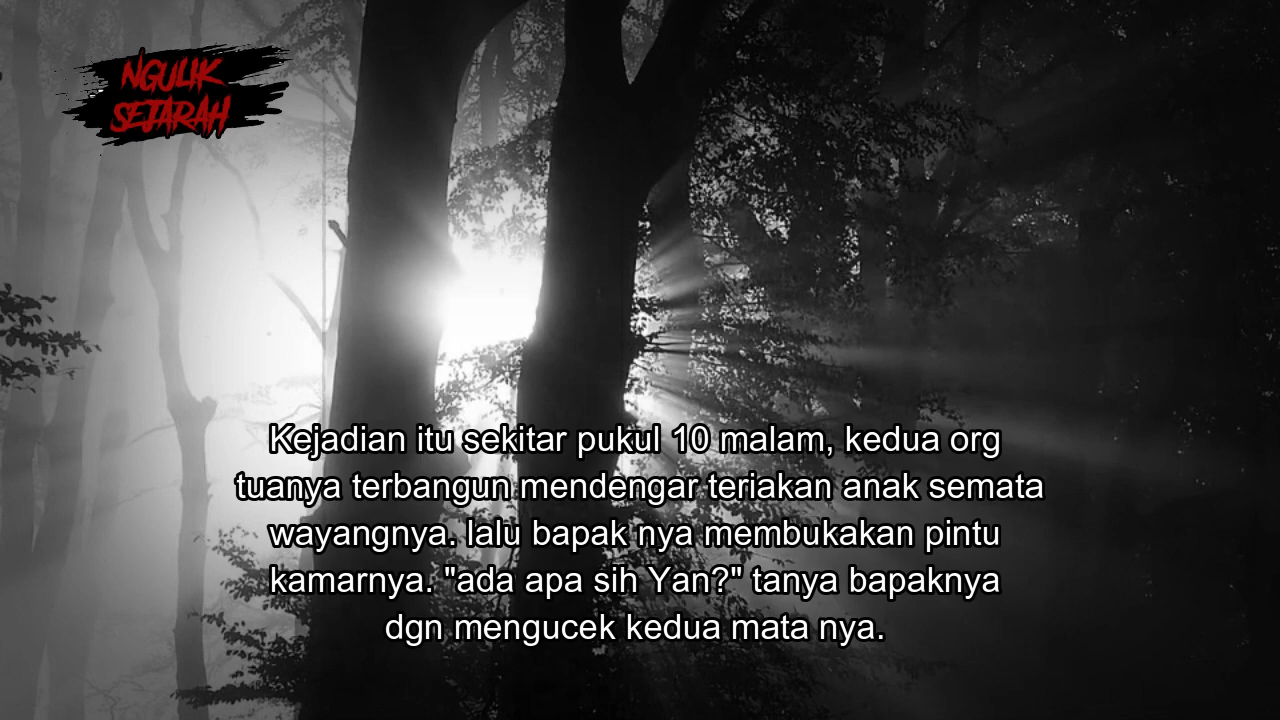 NGULIK
SEJARAH
Kejadian itu sekitar pukul 10 malam, kedua org
tuanya terbangun mendengar teriakan anak semata
wayangnya. lalu bapak nya membukakan pintu
kamarnya. "ada apa sih Yan?" tanya bapaknya
dgn mengucek kedua mata nya.